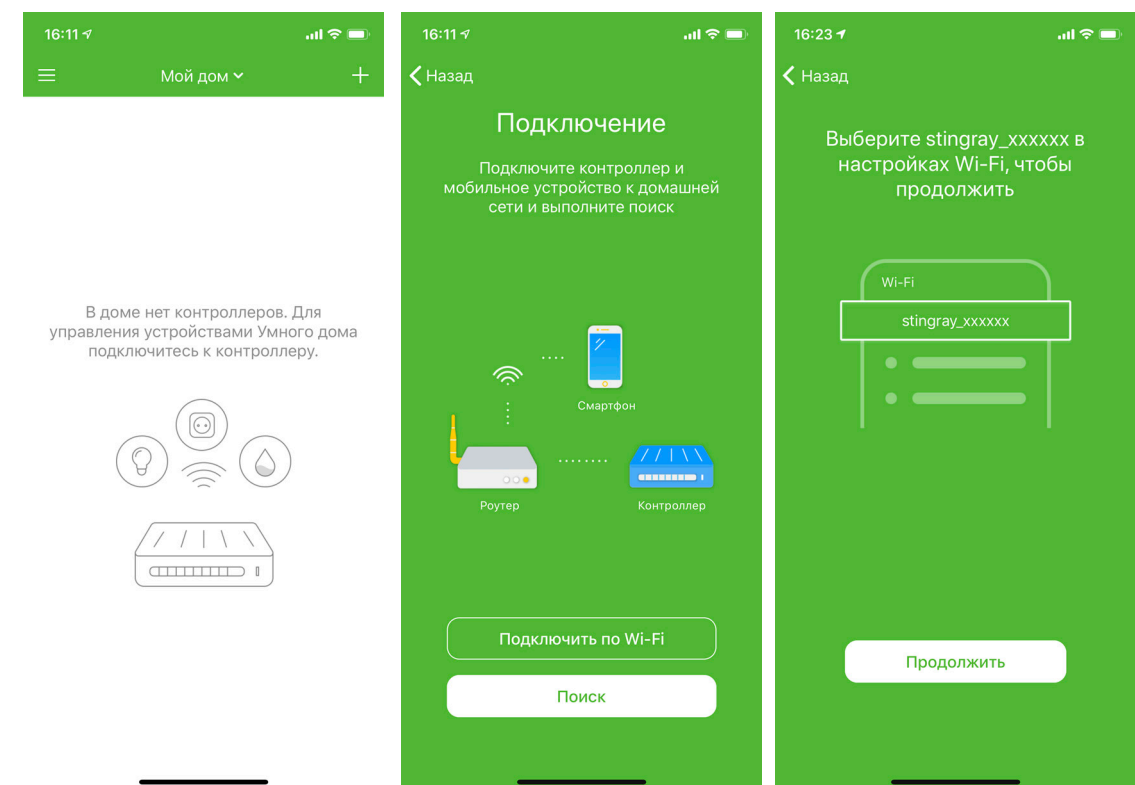 16:11
Мой дом
В доме нет контроллеров. Для
управления устройствами Умного дома
подключитесь к контроллеру.
16:11
Назад
Подключение
Подключите контроллер и
мобильное устройство к домашней
сети и выполните поиск
Смартфон
Роутер
Контроллер
Подключить по Wi-Fi
Поиск
16:23
Назад
Выберите stingray_xxxxxx в
настройках Wi-Fi, чтобы
продолжить
Wi-Fi
stingray_xxxxxx
Продолжить